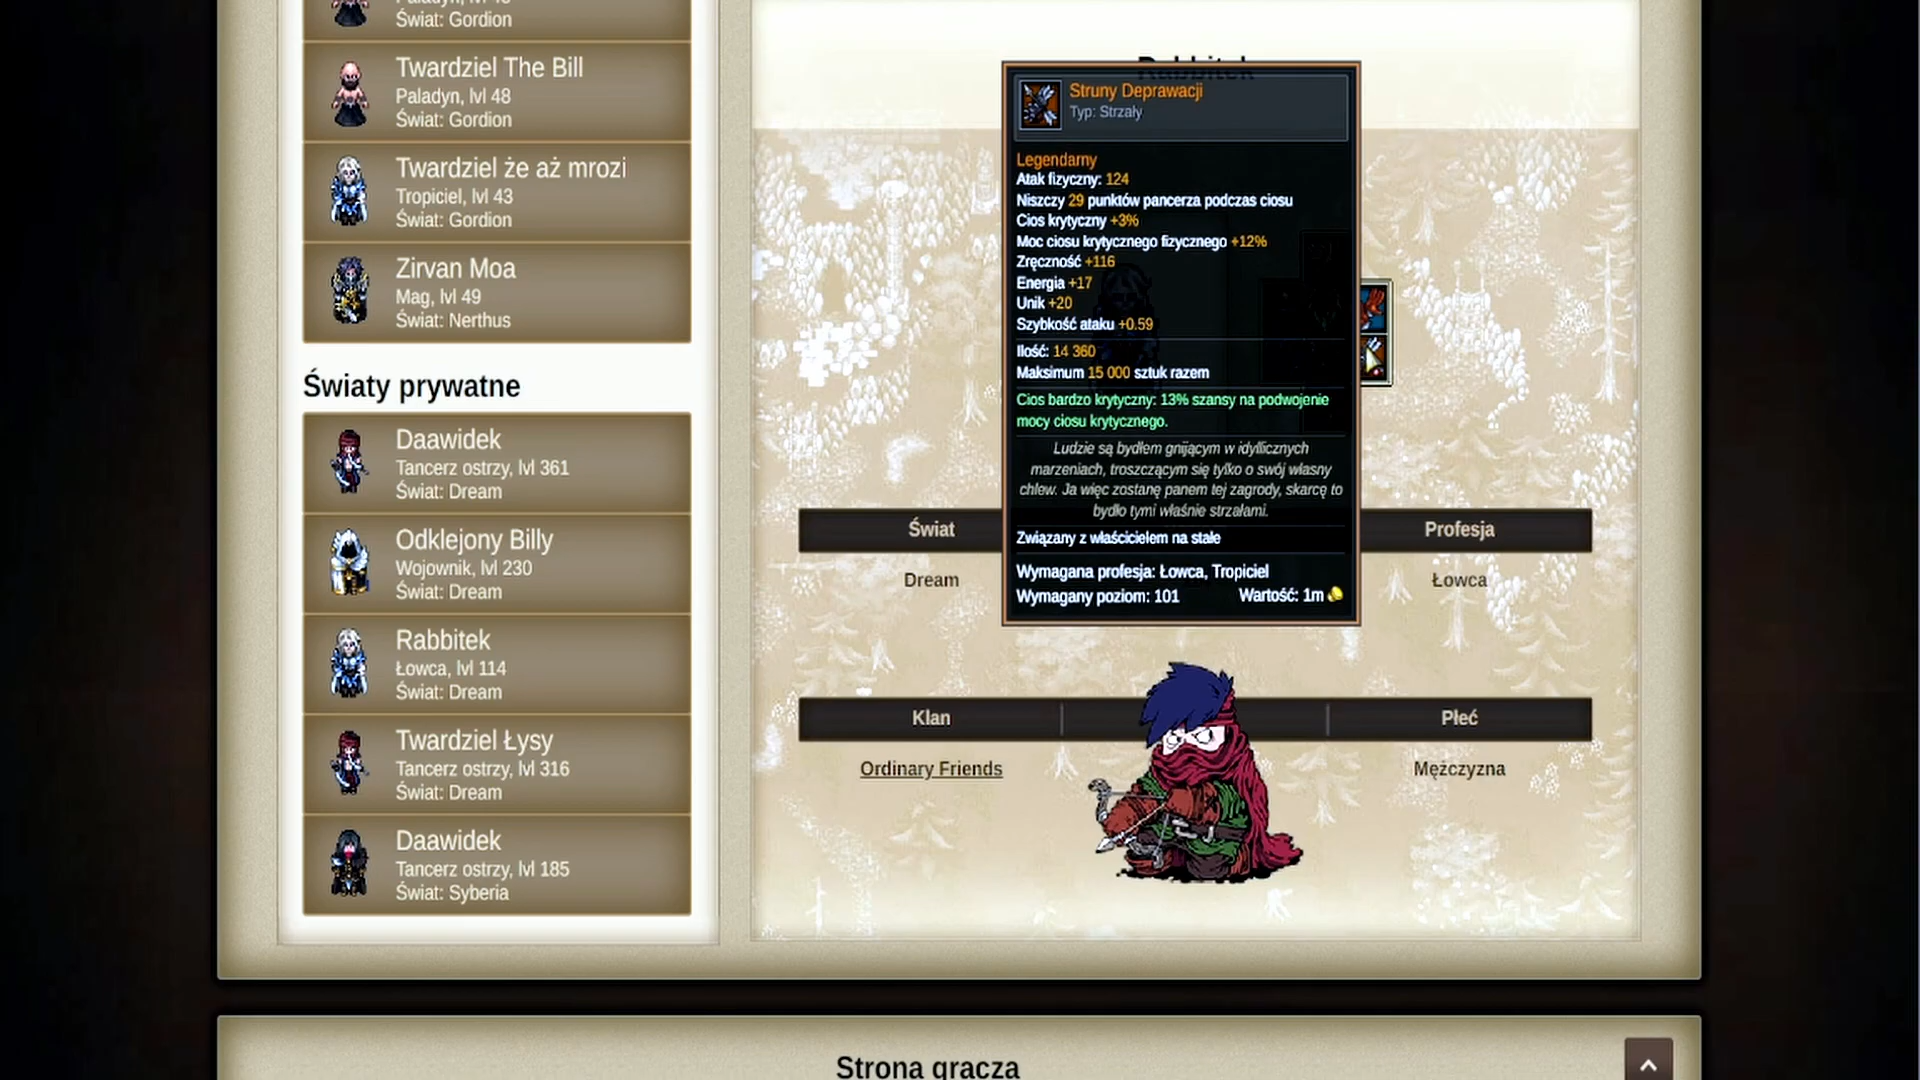 Świat: Gordion
Twardziel The Bill
Paladyn, lvl 48
Świat: Gordion
Twardziel że aż mrozi
Tropiciel, lvl 43
Świat: Gordion
Zirvan Moa
Mag, lvl 49
Świat: Nerthus
Światy prywatne
Daawidek
Tancerz ostrzy, lvl 361
Świat: Dream
Odklejony Billy
Wojownik, lvl 230
Świat: Dream
Rabbitek
Łowca, lvl 114
Świat: Dream
Twardziel Łysy
Tancerz ostrzy, lvl 316
Świat: Dream
Daawidek
Tancerz ostrzy, lvl 185
Świat: Syberia
Rabbitek
Struny Deprawacji
Typ: Strzały
Legendarny
Atak fizyczny: 124
Niszczy 29 punktów pancerza podczas ciosu
Cios krytyczny +3%
Moc ciosu krytycznego fizycznego +12%
Zręczność +116
Energia +17
Unik +20
Szybkość ataku +0.59
Ilość: 14 360
Maksimum 15 000 sztuk razem
Cios bardzo krytyczny: 13% szansy na podwojenie
mocy ciosu krytycznego.
Ludzie są bydłem gnijącym w idyllicznych
marzeniach, troszczącym się tylko o swój własny
chlew. Ja więc zostanę panem tej zagrody, skarcę to
bydło tymi właśnie strzałami.
Związany z właścicielem na stałe
Wymagana profesja: Łowca, Tropiciel
Wymagany poziom: 101 Wartość: 1m
Świat Profesja
Dream Łowca
Klan Płeć
Ordinary Friends Mężczyzna
Strona gracza